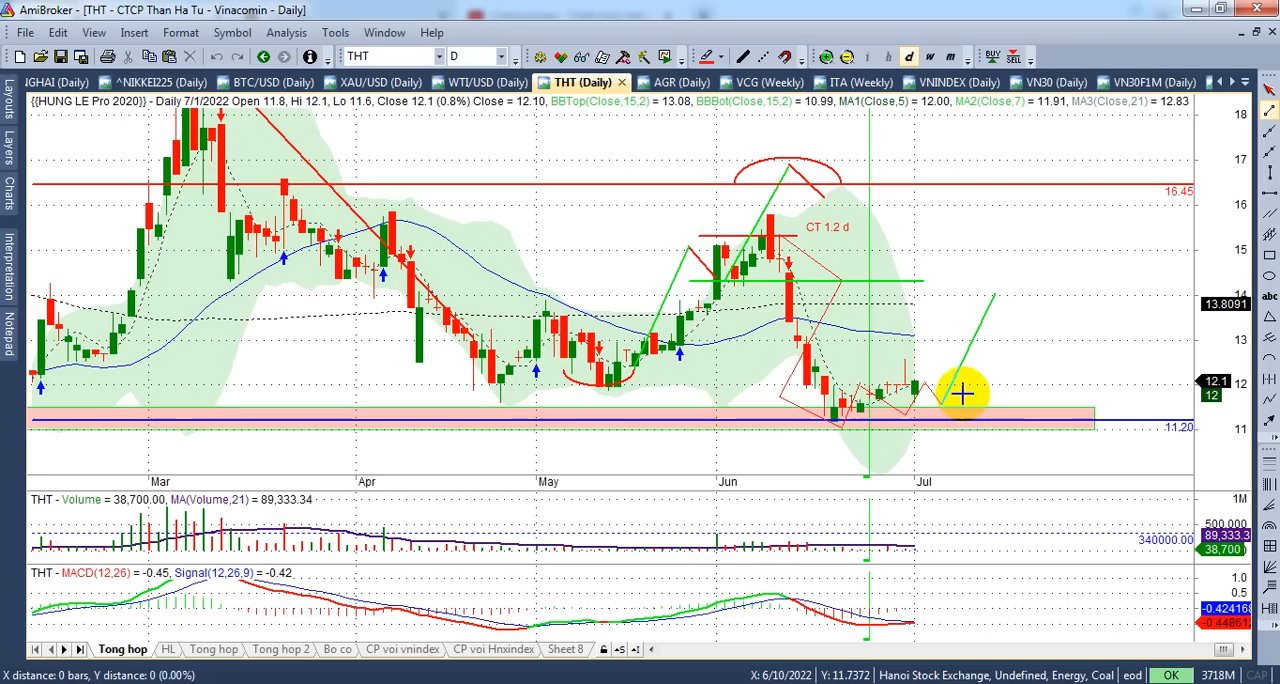 AmiBroker - [THT - CTCP Than Ha Tu - Vinacomin - Daily]
File Edit View Insert Format Symbol Analysis Tools Window Help
THT D i h d w m BUY SELL
IGHAI (Daily) ^NIKKEI225 (Daily) BTC/USD (Daily) XAU/USD (Daily) WTI/USD (Daily) THT (Daily) AGR (Daily) VCG (Weekly) ITA (Weekly) VNINDEX (Daily) VN30 (Daily) VN30F1M (Daily)
Layouts
Layers
Charts
Interpretation
Notepad
{{HUNG LE Pro 2020}} - Daily 7/1/2022 Open 11.8, Hi 12.1, Lo 11.6, Close 12.1 (0.8%) Close = 12.10, BBTop(Close,15,2) = 13.08, BBBot(Close,15,2) = 10.99, MA1(Close,5) = 12.00, MA2(Close,7) = 11.91, MA3(Close,21) = 12.83
18
17
16.45
16
CT 1.2 d
15
14
13.8091
13
12.1
12
12
11.20
11
Mar Apr May Jun Jul
THT - Volume = 38,700.00, MA(Volume,21) = 89,333.34
1M
500,000
340000.00
89,333.3
38,700
THT - MACD(12,26) = -0.45, Signal(12,26,9) = -0.42
1.0
0.5
-0.424168
-0.448612
Tong hop HL Tong hop Tong hop 2 Bo co CP voi vnindex CP voi Hnxindex Sheet 8
X distance: 0 bars, Y distance: 0 (0.00%) X: 6/10/2022 Y: 11.7372 Hanoi Stock Exchange, Undefined, Energy, Coal eod OK 3718M CAP
abc